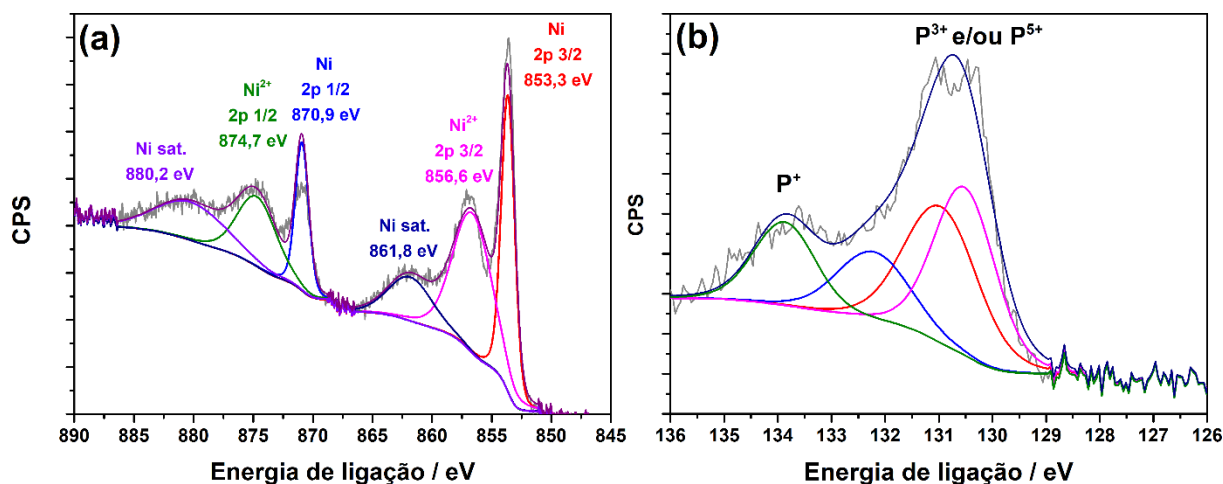 (a)
Ni
2p 3/2
853,3 eV
Ni
2p 1/2
870,9 eV
Ni²⁺
2p 1/2
874,7 eV
Ni²⁺
2p 3/2
856,6 eV
Ni sat.
880,2 eV
Ni sat.
861,8 eV
CPS
890 885 880 875 870 865 860 855 850 845
Energia de ligação / eV
(b)
P³⁺ e/ou P⁵⁺
P⁺
CPS
136 135 134 133 132 131 130 129 128 127 126
Energia de ligação / eV